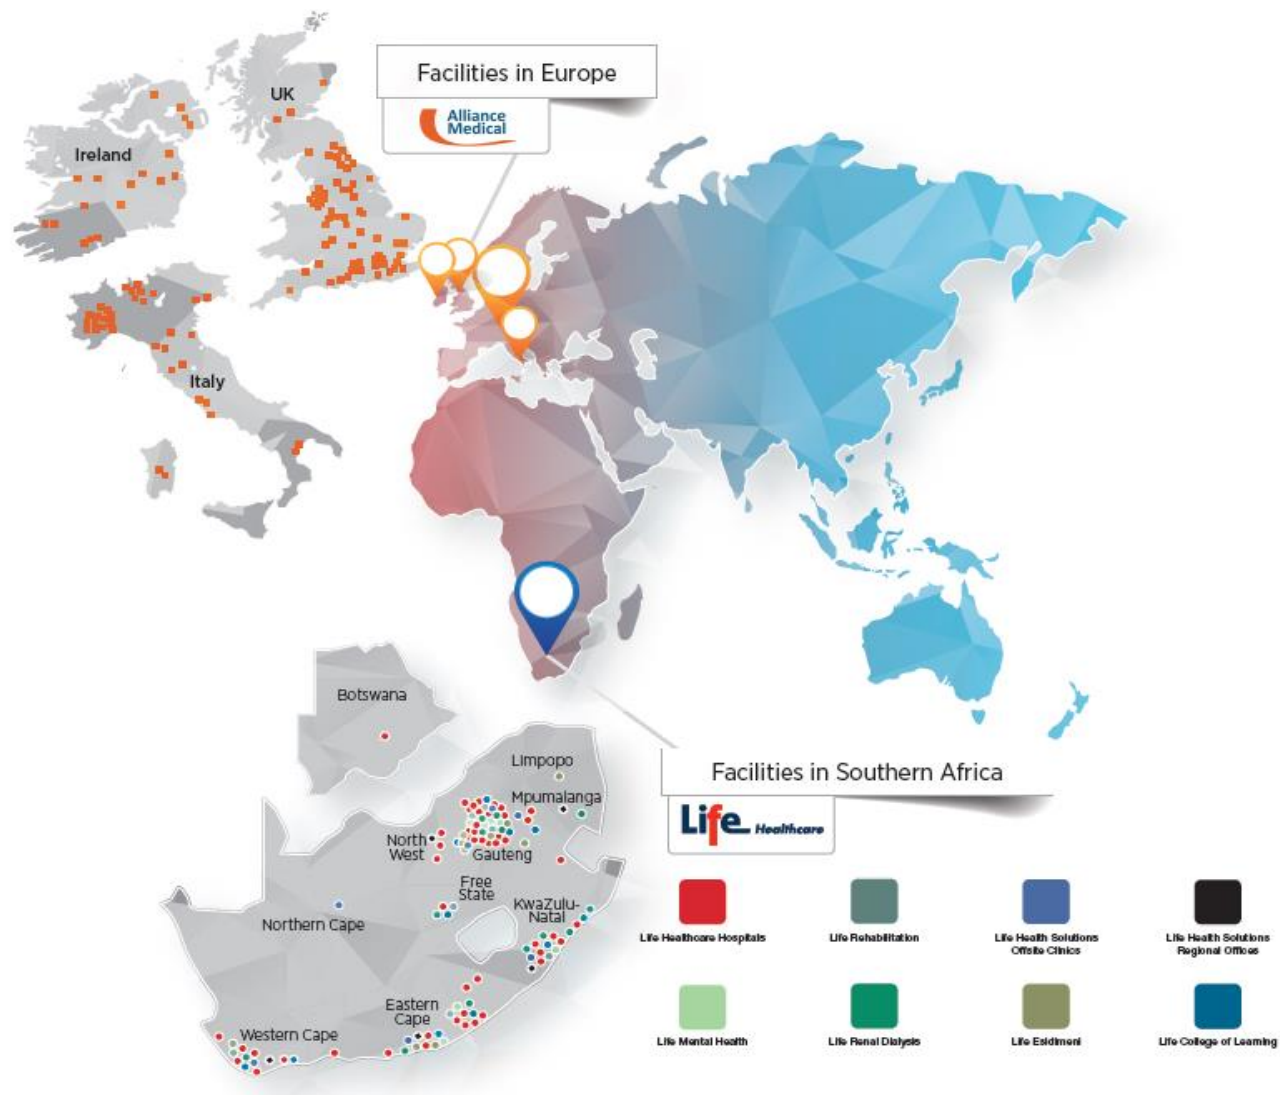 Facilities in Europe
Alliance
Medical
UK
Ireland
Italy
Botswana
Limpopo
Mpumalanga
North
West
Gauteng
Free
State
KwaZulu-
Natal
Northern Cape
Eastern
Cape
Western Cape
Facilities in Southern Africa
Life Healthcare
Life Healthcare Hospitals
Life Rehabilitation
Life Health Solutions
Offsite Clinics
Life Health Solutions
Regional Offices
Life Mental Health
Life Renal Dialysis
Life Esidimeni
Life College of Learning